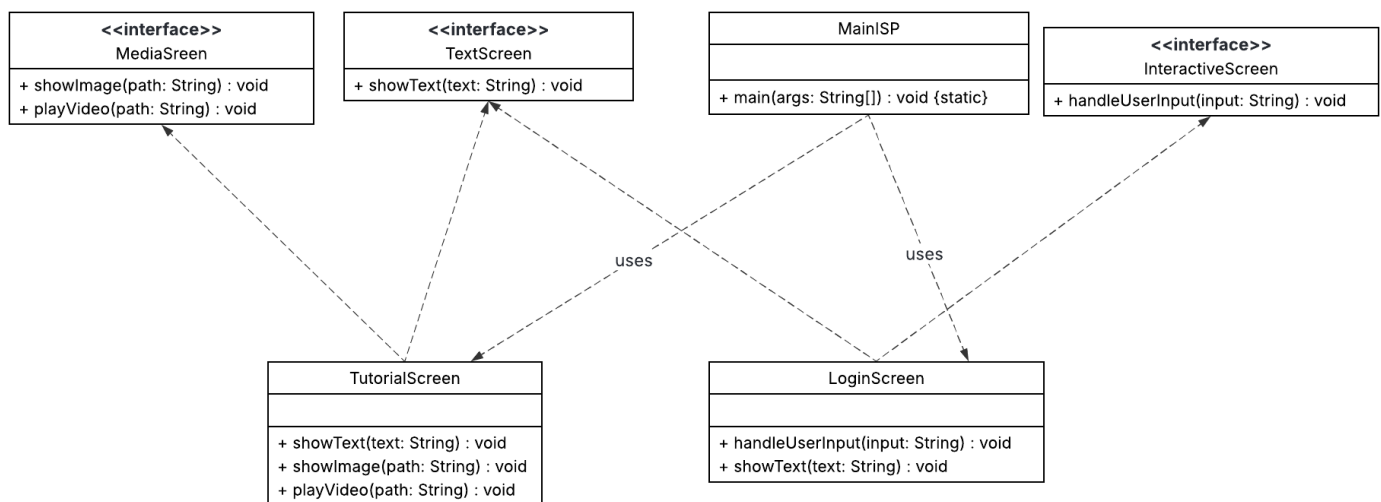 <<interface>>
MediaSreen
+ showImage(path: String) : void
+ playVideo(path: String) : void
<<interface>>
TextScreen
+ showText(text: String) : void
MainISP
+ main(args: String[]) : void {static}
<<interface>>
InteractiveScreen
+ handleUserInput(input: String) : void
uses
uses
TutorialScreen
+ showText(text: String) : void
+ showImage(path: String) : void
+ playVideo(path: String) : void
LoginScreen
+ handleUserInput(input: String) : void
+ showText(text: String) : void